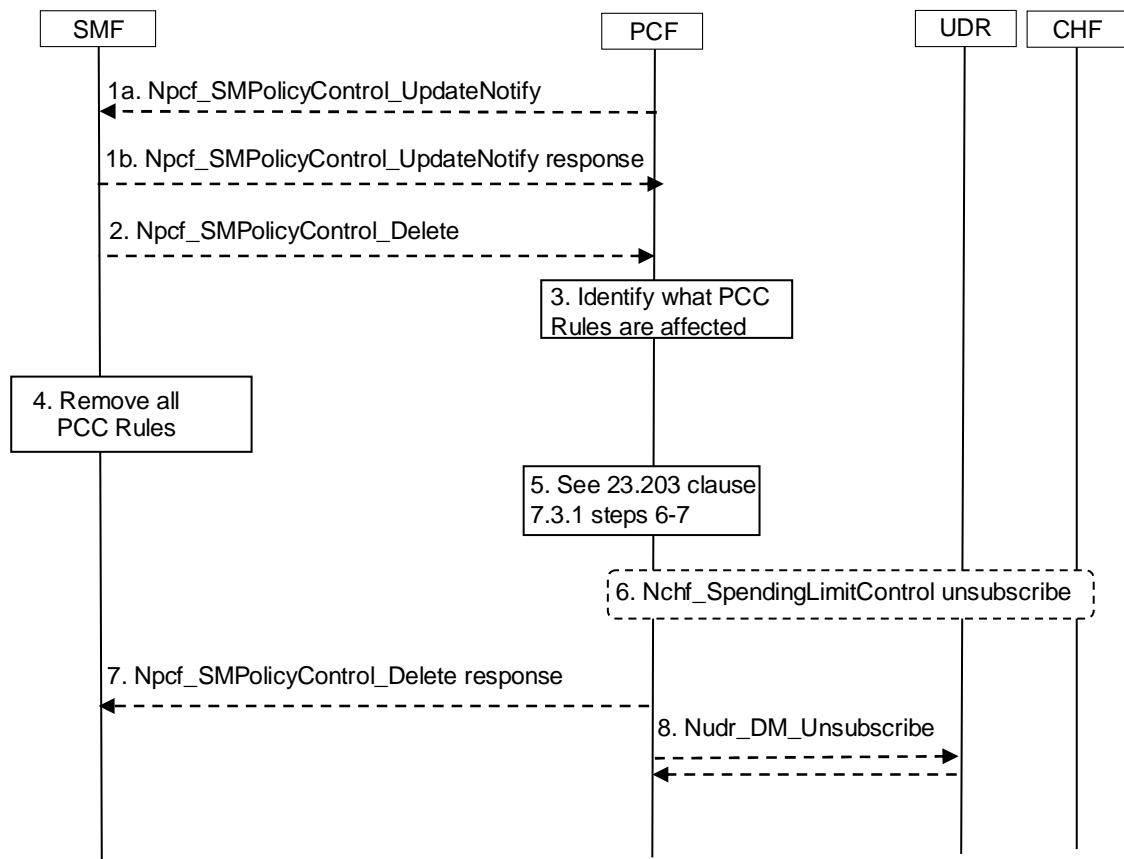 SMF
PCF
UDR
CHF
1a. Npcf_SMPolicyControl_UpdateNotify
1b. Npcf_SMPolicyControl_UpdateNotify response
2. Npcf_SMPolicyControl_Delete
3. Identify what PCC
Rules are affected
4. Remove all
PCC Rules
5. See 23.203 clause
7.3.1 steps 6-7
6. Nchf_SpendingLimitControl unsubscribe
7. Npcf_SMPolicyControl_Delete response
8. Nudr_DM_Unsubscribe